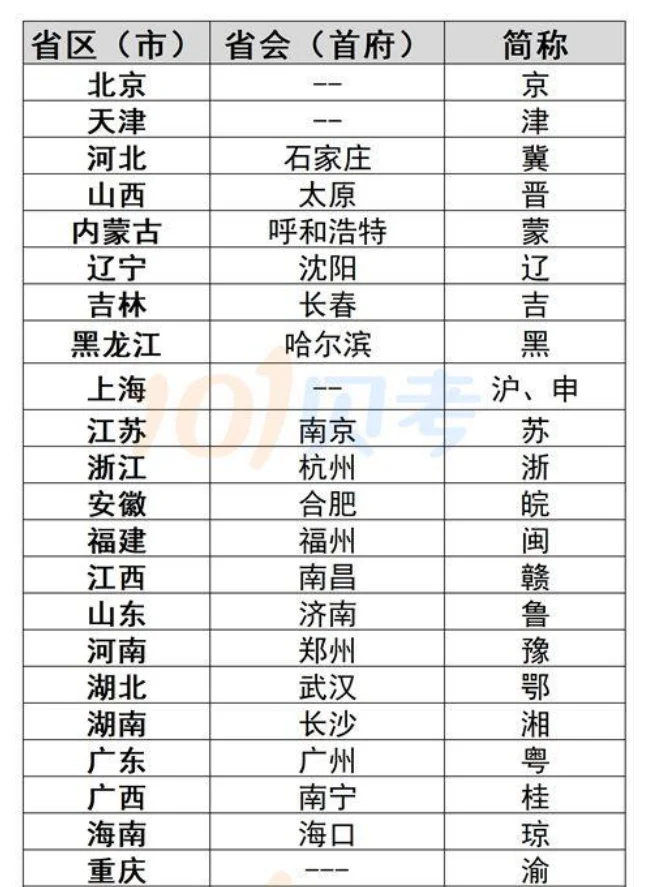 省区（市） 省会（首府） 简称
北京 -- 京
天津 -- 津
河北 石家庄 冀
山西 太原 晋
内蒙古 呼和浩特 蒙
辽宁 沈阳 辽
吉林 长春 吉
黑龙江 哈尔滨 黑
上海 -- 沪、申
江苏 南京 苏
浙江 杭州 浙
安徽 合肥 皖
福建 福州 闽
江西 南昌 赣
山东 济南 鲁
河南 郑州 豫
湖北 武汉 鄂
湖南 长沙 湘
广东 广州 粤
广西 南宁 桂
海南 海口 琼
重庆 --- 渝
101贝考